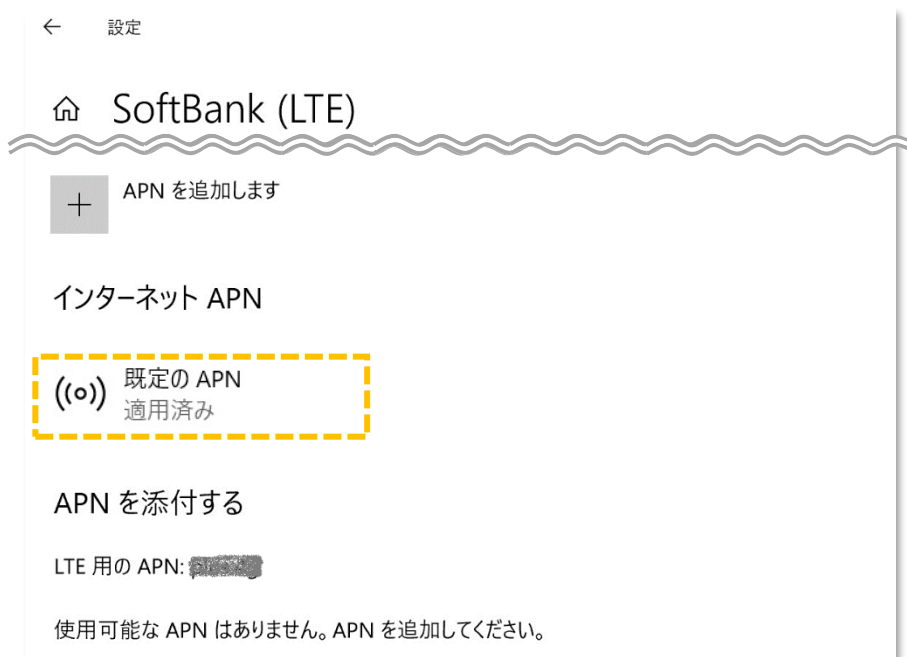 設定
SoftBank (LTE)
APN を追加します
インターネット APN
既定の APN
適用済み
APN を添付する
LTE 用の APN:
使用可能な APN はありません。APN を追加してください。